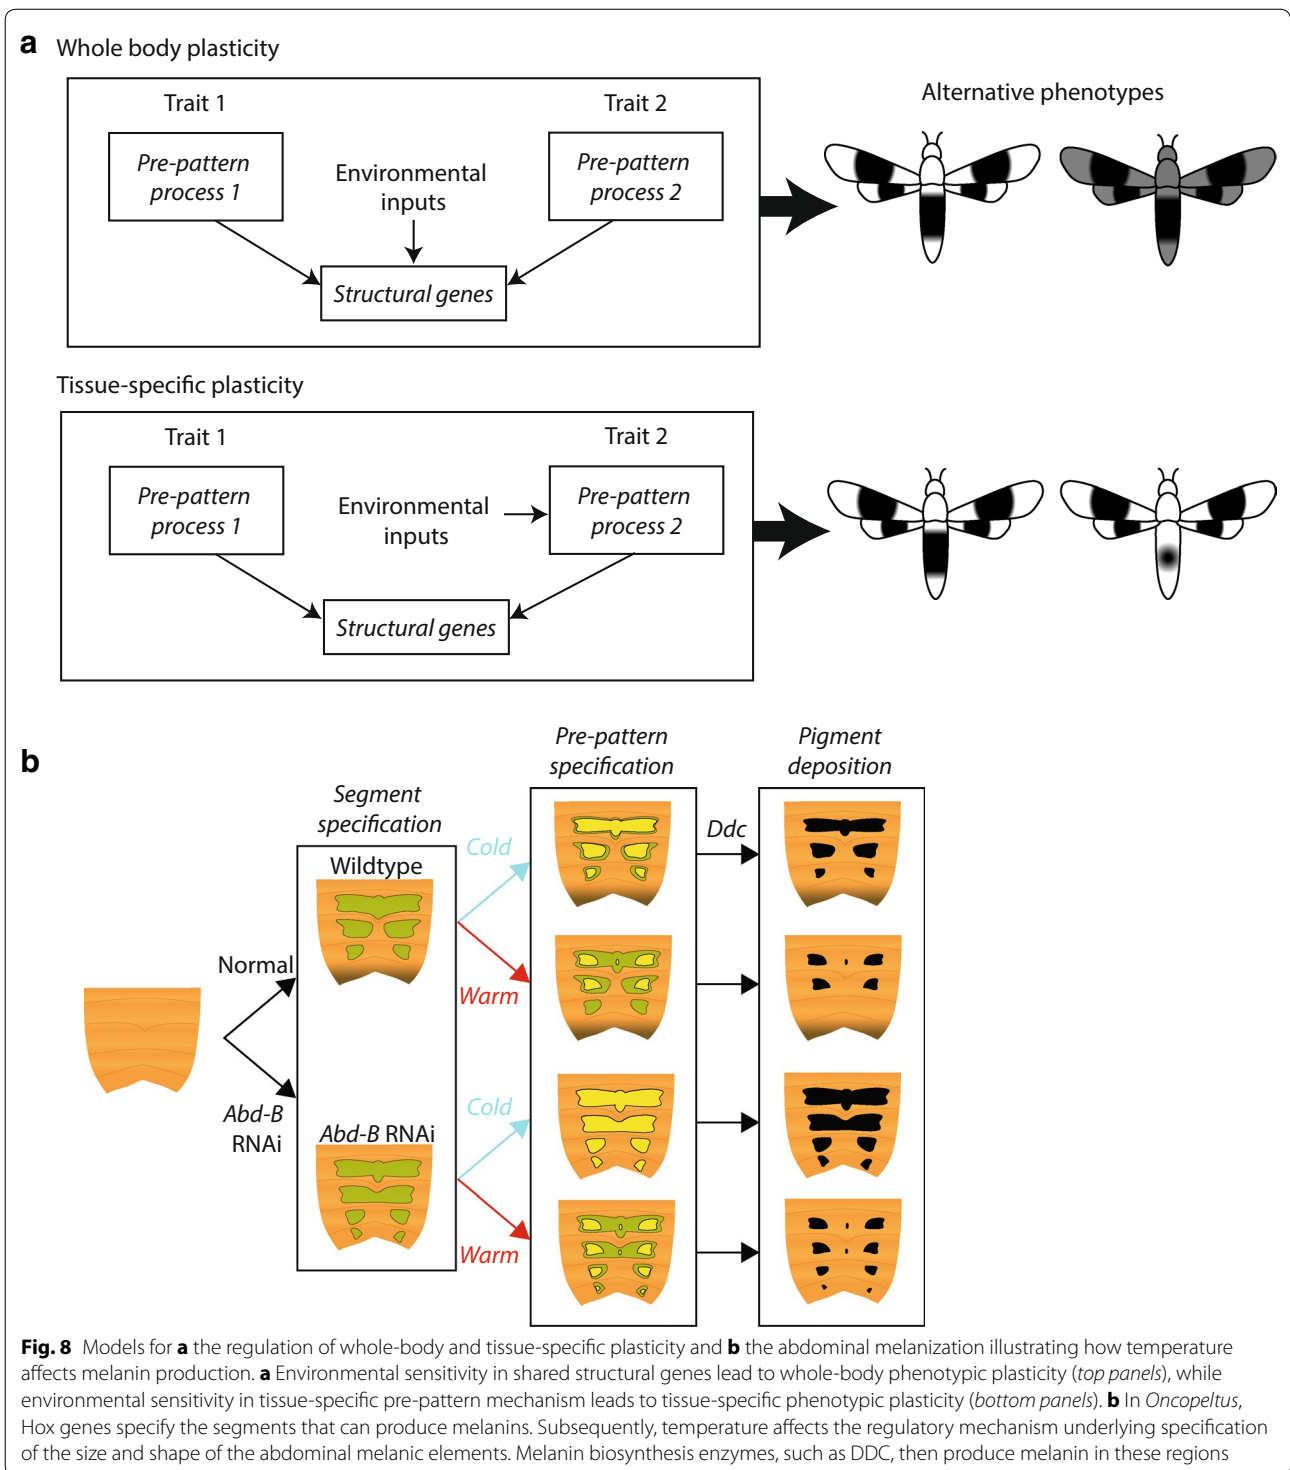 a Whole body plasticity
Trait 1
Trait 2
Alternative phenotypes
Pre-pattern
process 1
Environmental
inputs
Pre-pattern
process 2
Structural genes
Tissue-specific plasticity
Trait 1
Trait 2
Pre-pattern
process 1
Environmental
inputs
Pre-pattern
process 2
Structural genes
b
Segment
specification
Pre-pattern
specification
Pigment
deposition
Wildtype
Cold
Ddc
Normal
Warm
Abd-B
RNAi
Abd-B RNAi
Cold
Warm
Fig. 8 Models for a the regulation of whole-body and tissue-specific plasticity and b the abdominal melanization illustrating how temperature
affects melanin production. a Environmental sensitivity in shared structural genes lead to whole-body phenotypic plasticity (top panels), while
environmental sensitivity in tissue-specific pre-pattern mechanism leads to tissue-specific phenotypic plasticity (bottom panels). b In Oncopeltus,
Hox genes specify the segments that can produce melanins. Subsequently, temperature affects the regulatory mechanism underlying specification
of the size and shape of the abdominal melanic elements. Melanin biosynthesis enzymes, such as DDC, then produce melanin in these regions